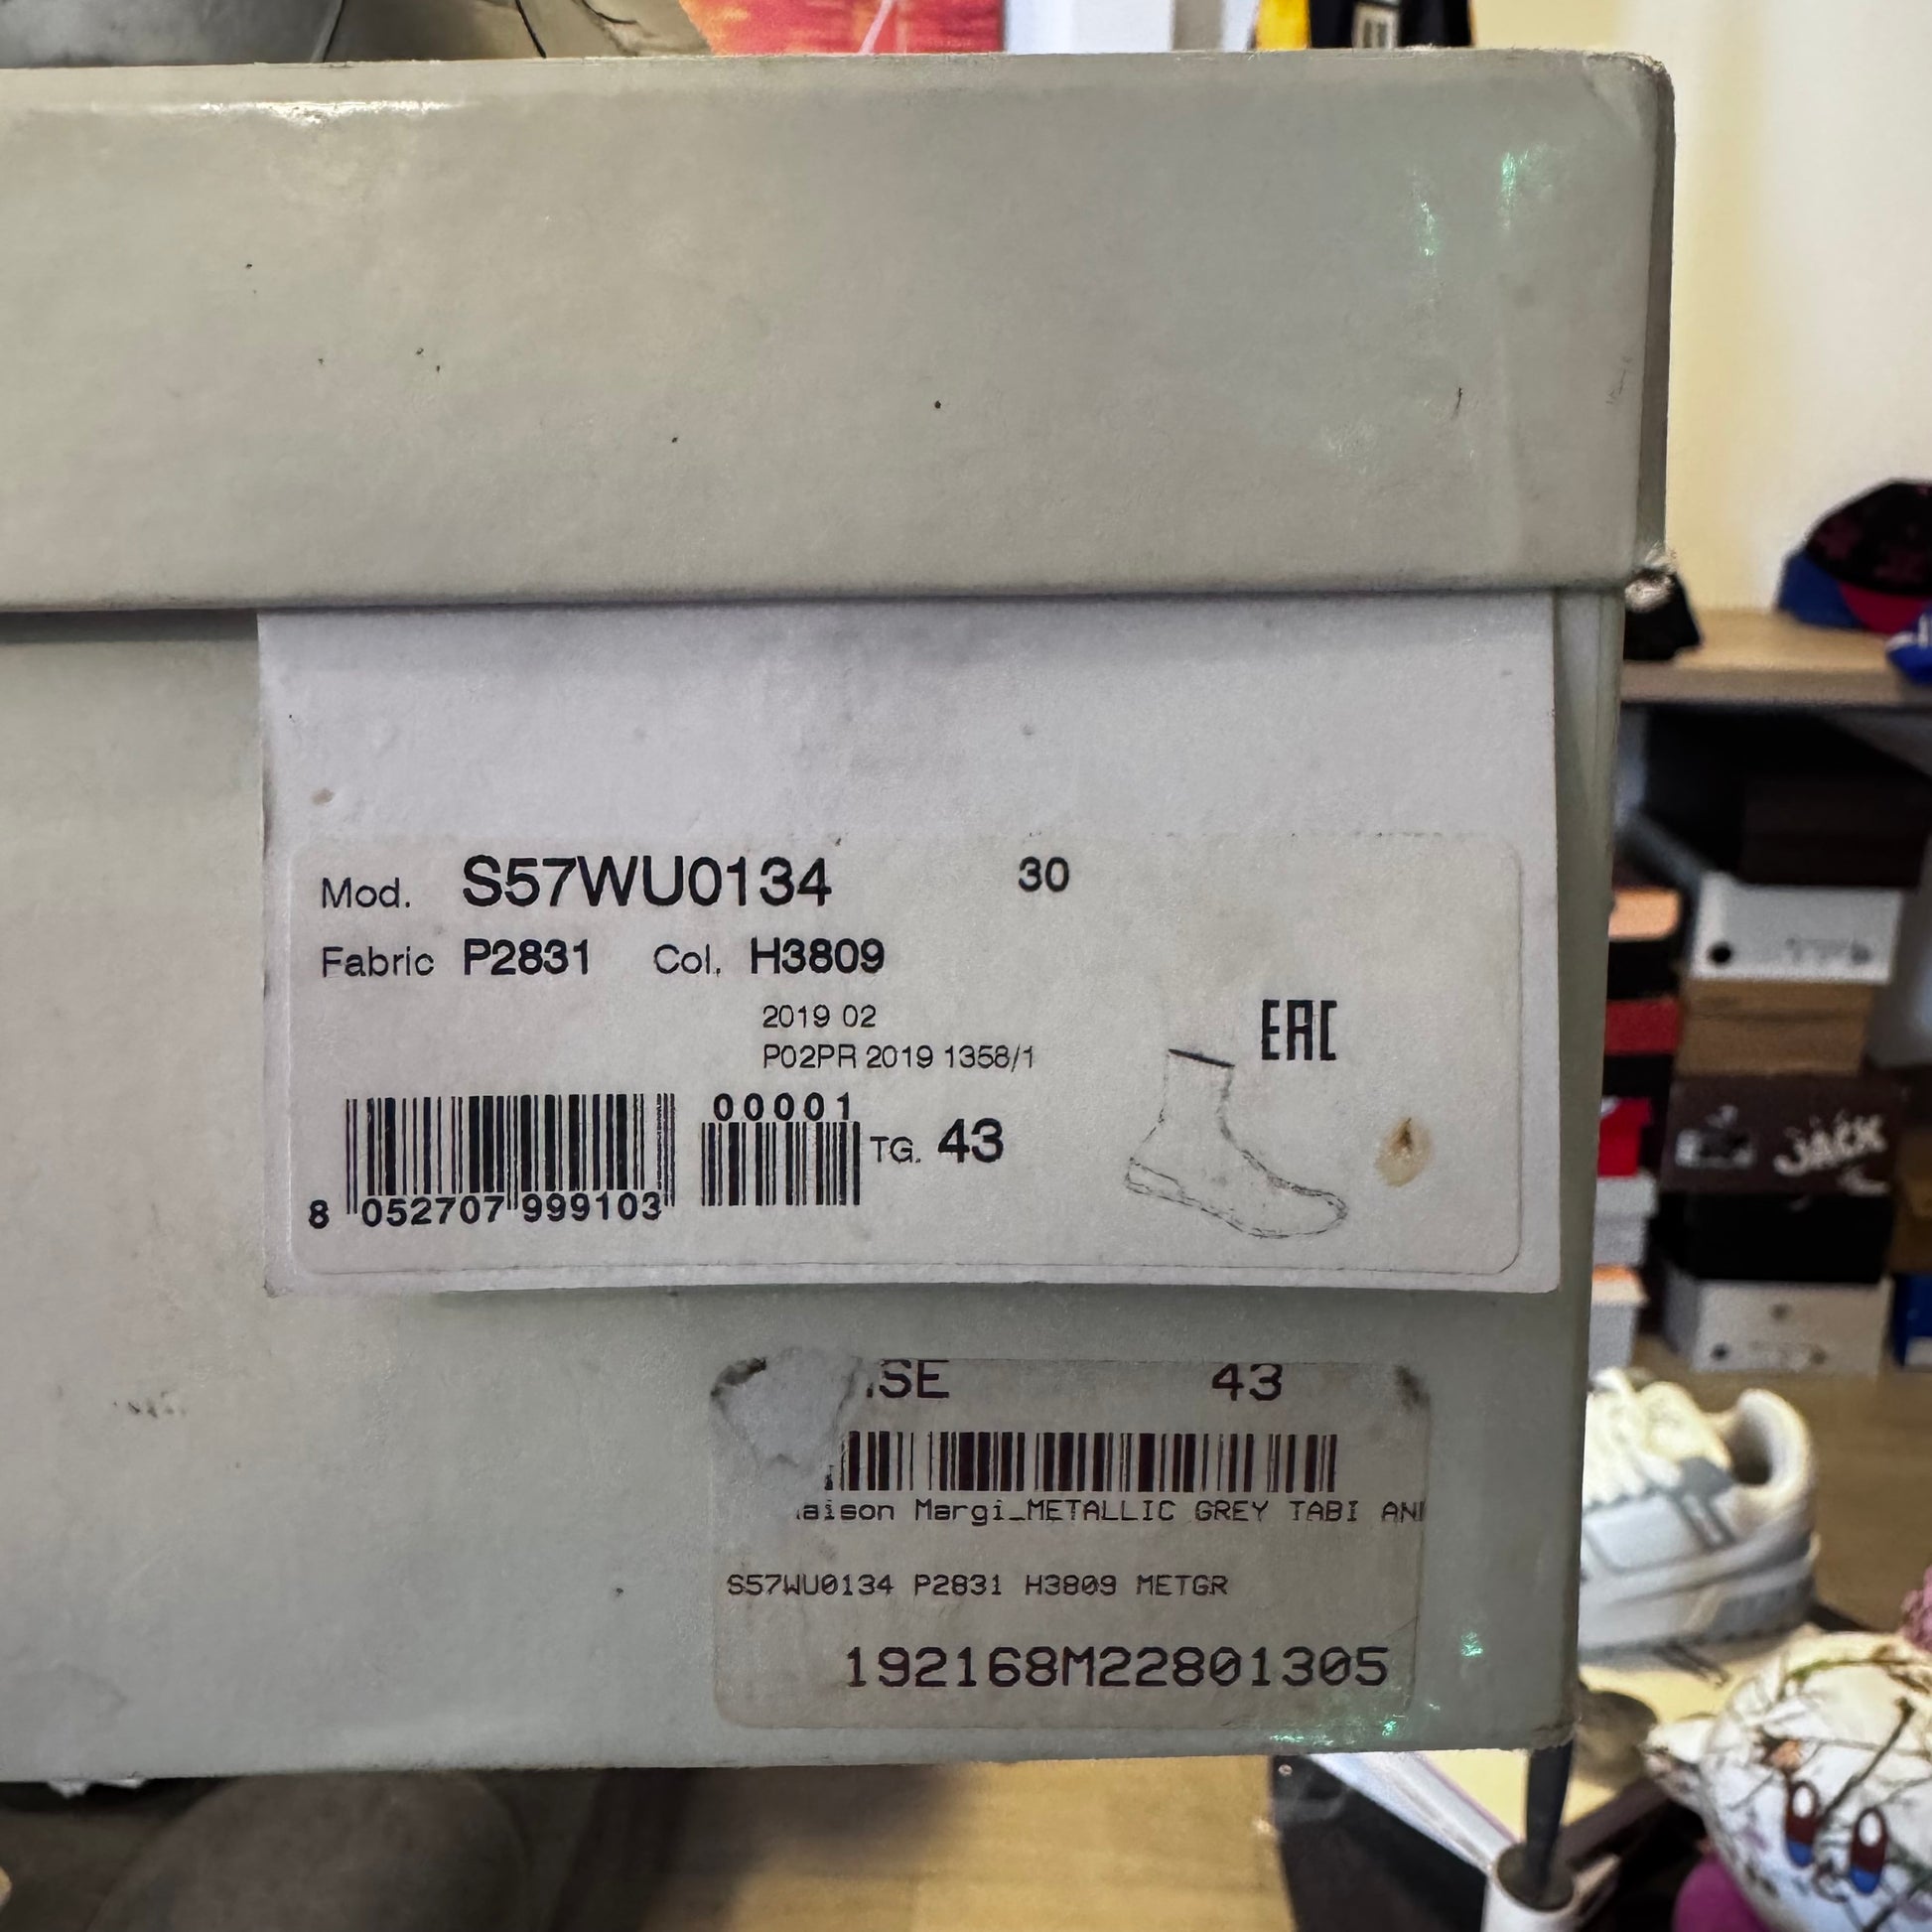 Mod. S57WU0134 30
Fabric P2831 Col. H3809
2019 02
P02PR 2019 1358/1
EAC
00001
TG. 43
8 052707 999103
SE 43
aison Margi_METALLIC GREY TABI AN
S57WU0134 P2831 H3809 METGR
192168M22801305
JACK